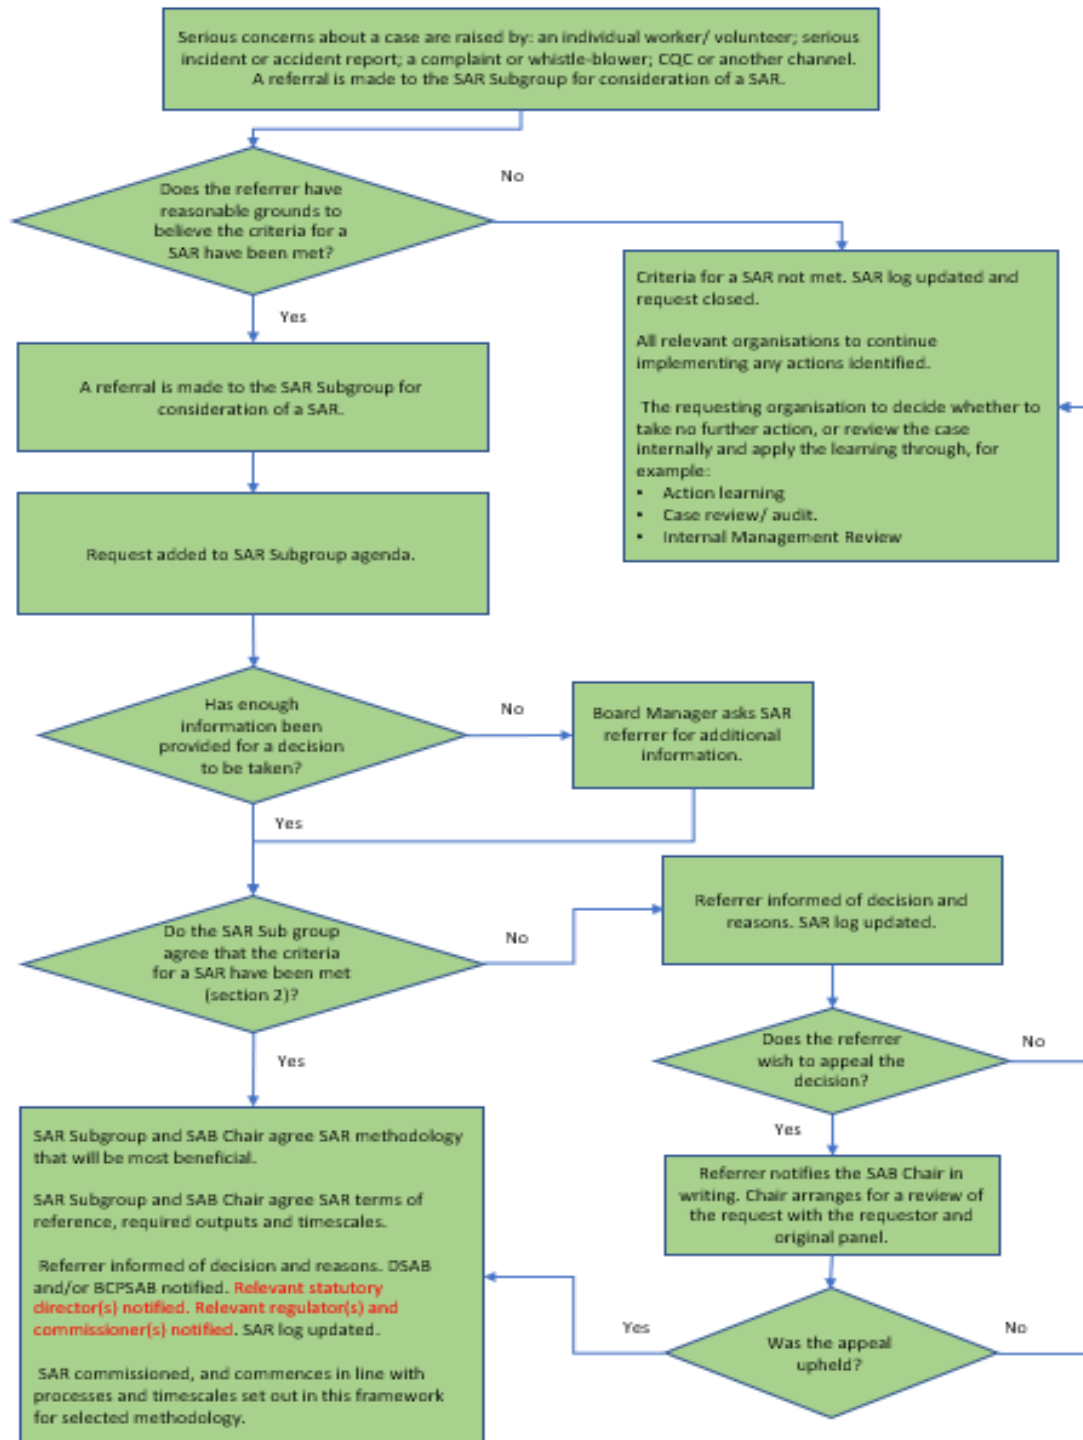 Serious concerns about a case are raised by: an individual worker/ volunteer; serious
incident or accident report; a complaint or whistle-blower; CQC or another channel.
A referral is made to the SAR Subgroup for consideration of a SAR.
Does the referrer have
reasonable grounds to
believe the criteria for a
SAR have been met?
No
Yes
Criteria for a SAR not met. SAR log updated and
request closed.
All relevant organisations to continue
implementing any actions identified.
The requesting organisation to decide whether to
take no further action, or review the case
internally and apply the learning through, for
example:
• Action learning
• Case review/ audit.
• Internal Management Review
A referral is made to the SAR Subgroup for
consideration of a SAR.
Request added to SAR Subgroup agenda.
Has enough
information been
provided for a decision
to be taken?
No
Board Manager asks SAR
referrer for additional
information.
Yes
Do the SAR Sub group
agree that the criteria
for a SAR have been met
(section 2)?
No
Referrer informed of decision and
reasons. SAR log updated.
Does the referrer
wish to appeal the
decision?
No
Yes
Yes
SAR Subgroup and SAB Chair agree SAR methodology
that will be most beneficial.
SAR Subgroup and SAB Chair agree SAR terms of
reference, required outputs and timescales.
Referrer informed of decision and reasons. DSAB
and/or BCPSAB notified. Relevant statutory
director(s) notified. Relevant regulator(s) and
commissioner(s) notified. SAR log updated.
SAR commissioned, and commences in line with
processes and timescales set out in this framework
for selected methodology.
Referrer notifies the SAB Chair in
writing. Chair arranges for a review of
the request with the requestor and
original panel.
Yes
Was the appeal
upheld?
No